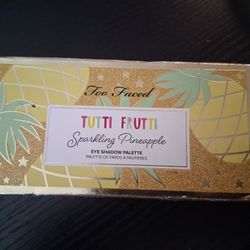 Too Faced
TUTTI FRUTTI
Sparkling Pineapple
EYE SHADOW PALETTE
PALETTE DE FARDS À PAUPIÈRES